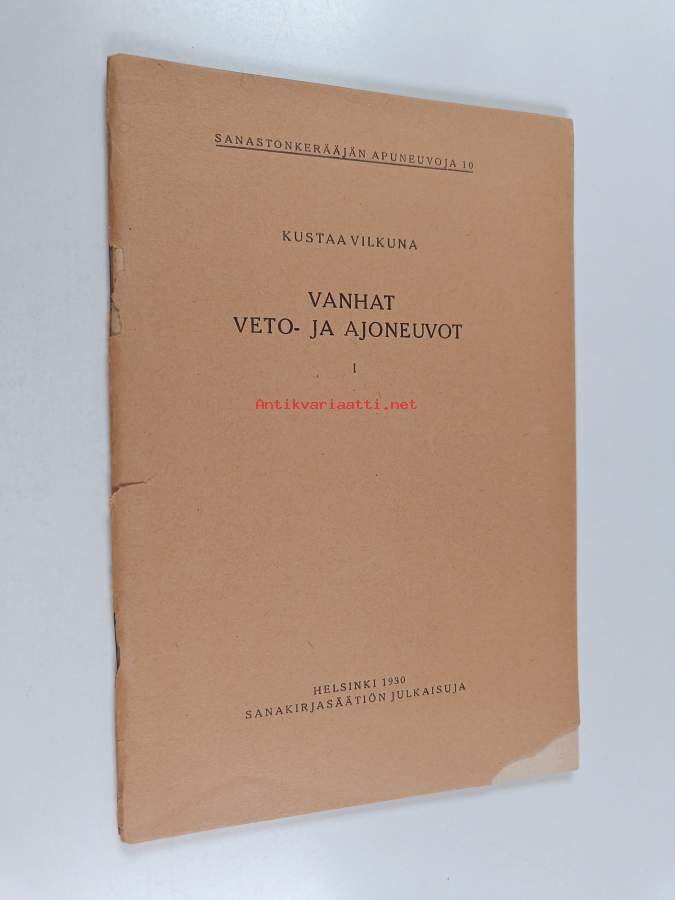 SANASTONKERÄÄJÄN APUNEUVOJA 10
KUSTAA VILKUNA
VANHAT
VETO- JA AJONEUVOT
I
Antikvariaatti.net
HELSINKI 1930
SANAKIRJASÄÄTIÖN JULKAISUJA